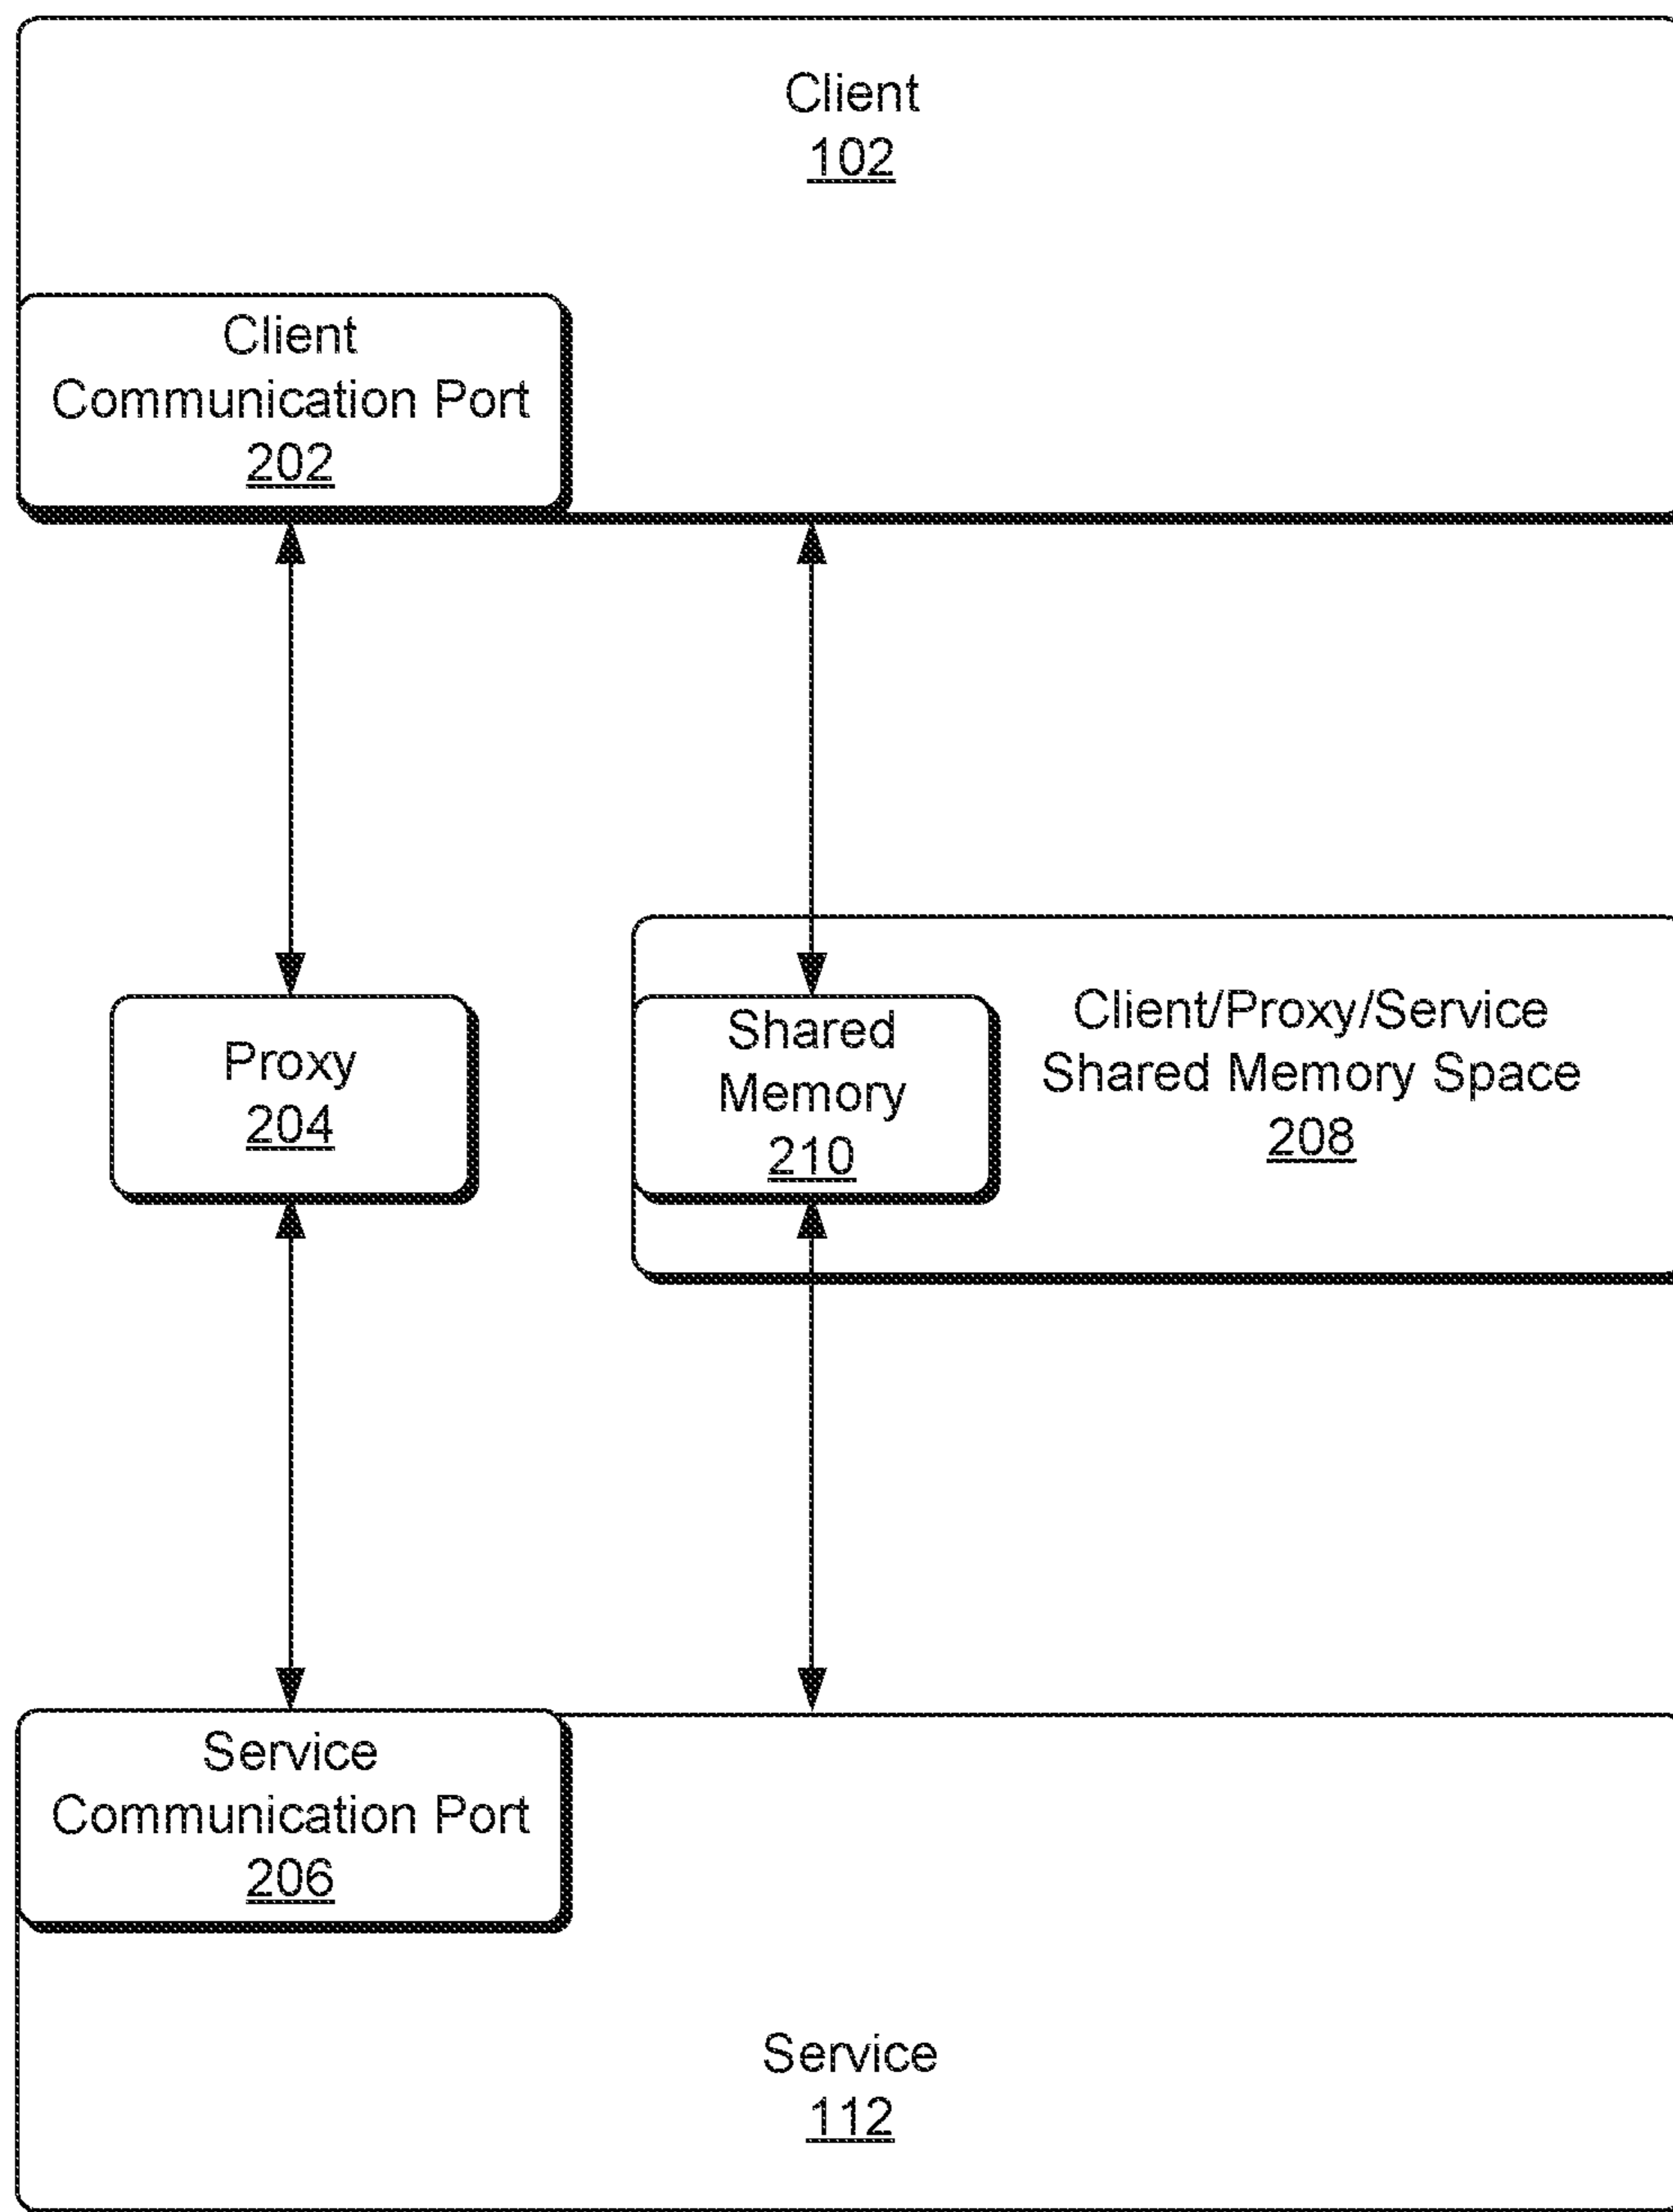 Client
102
Client
Communication Port
202
Proxy
204
Shared
Memory
210
Client/Proxy/Service
Shared Memory Space
208
Service
Communication Port
206
Service
112